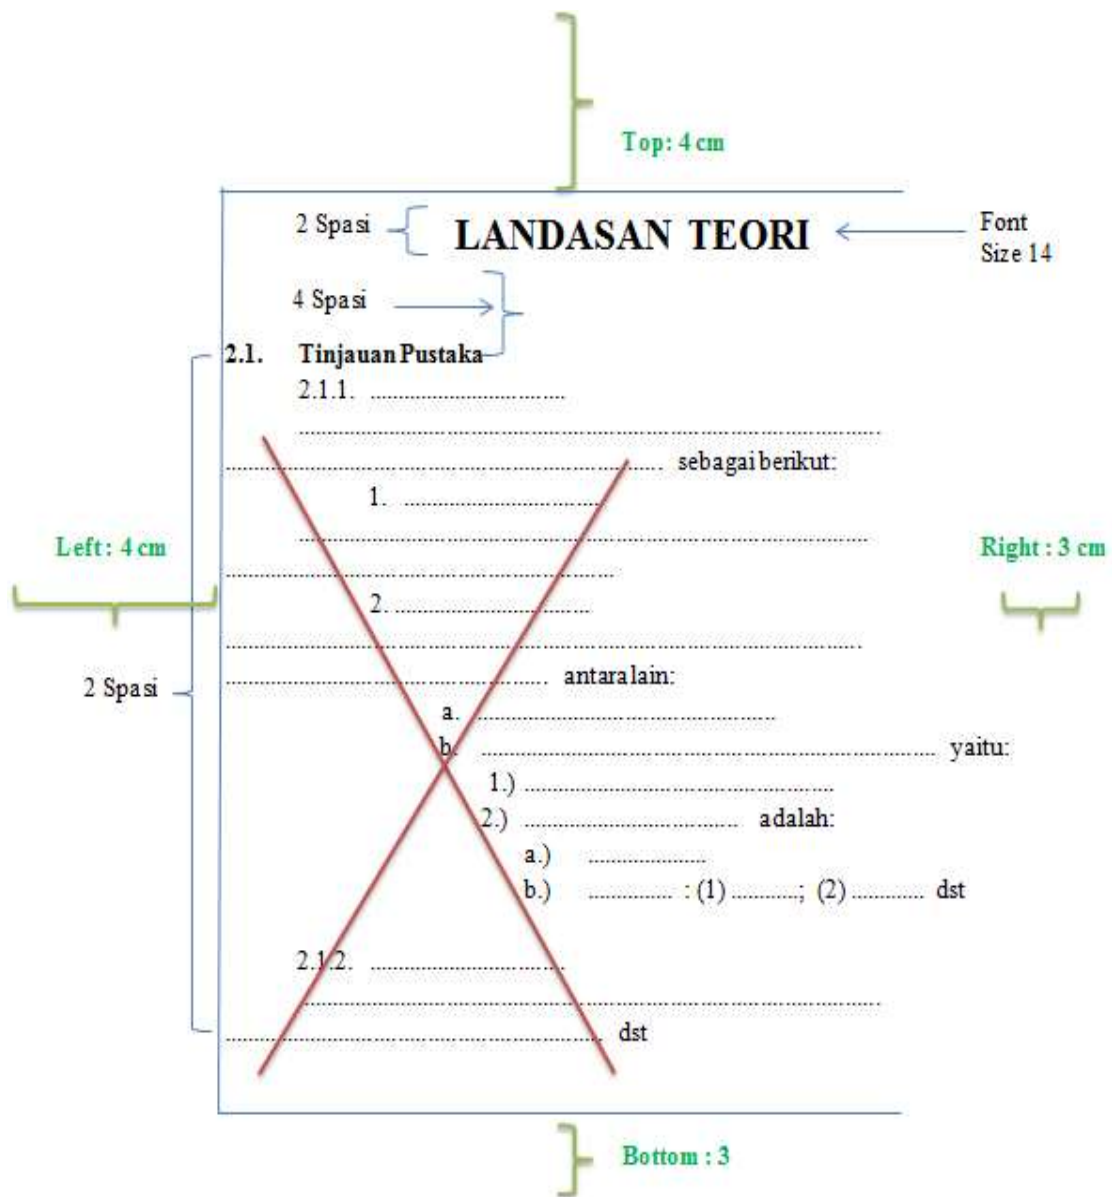 Top: 4 cm
2 Spasi LANDASAN TEORI Font
Size 14
4 Spasi
2.1. Tinjauan Pustaka
2.1.1. ..................................
....................................................................................................
........................................................................... sebagai berikut:
1. ..................................
Left : 4 cm Right : 3 cm
..................................................................................................
...................................................................
2. ..................................
.............................................................................................................
2 Spasi ....................................................... antara lain:
a. ...................................................
b. .............................................................................. yaitu:
1.) .....................................................
2.) ..................................... adalah:
a.) ....................
b.) .............. : (1) ...........; (2) ............ dst
2.1.2. ..................................
....................................................................................................
................................................................. dst
Bottom : 3